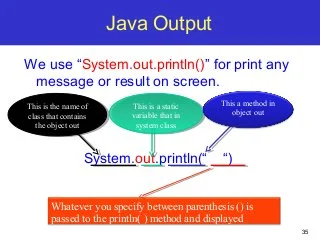 Java Output
We use “System.out.println()” for print any
message or result on screen.
This is the name of
class that contains
the object out
This is a static
variable that in
system class
This a method in
object out
System.out.println(“ “)
Whatever you specify between parenthesis () is
passed to the println( ) method and displayed
35